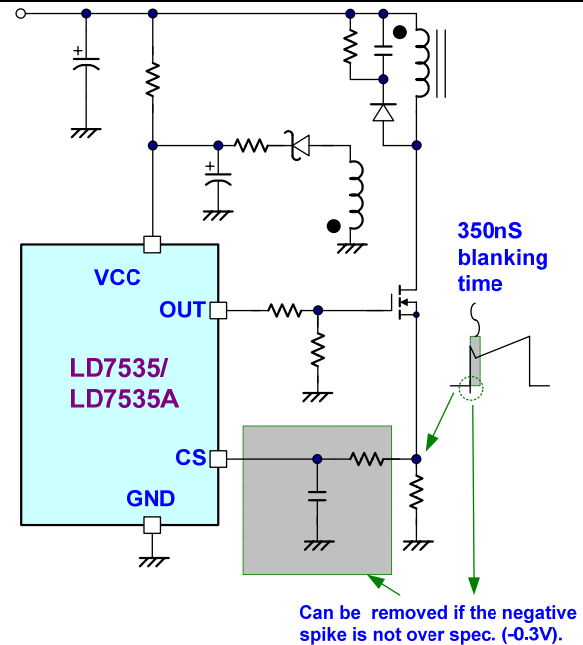 +
+
350nS
blanking
time
VCC
OUT
LD7535/
LD7535A
CS
GND
Can be removed if the negative
spike is not over spec. (-0.3V).